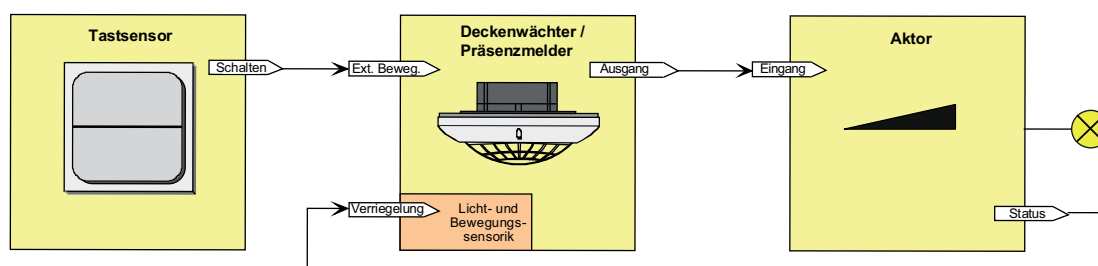 Tastsensor
Schalten
Deckenwächter /
Präsenzmelder
Ext. Beweg.
Ausgang
Verriegelung
Licht- und
Bewegungs-
sensorik
Aktor
Eingang
Status